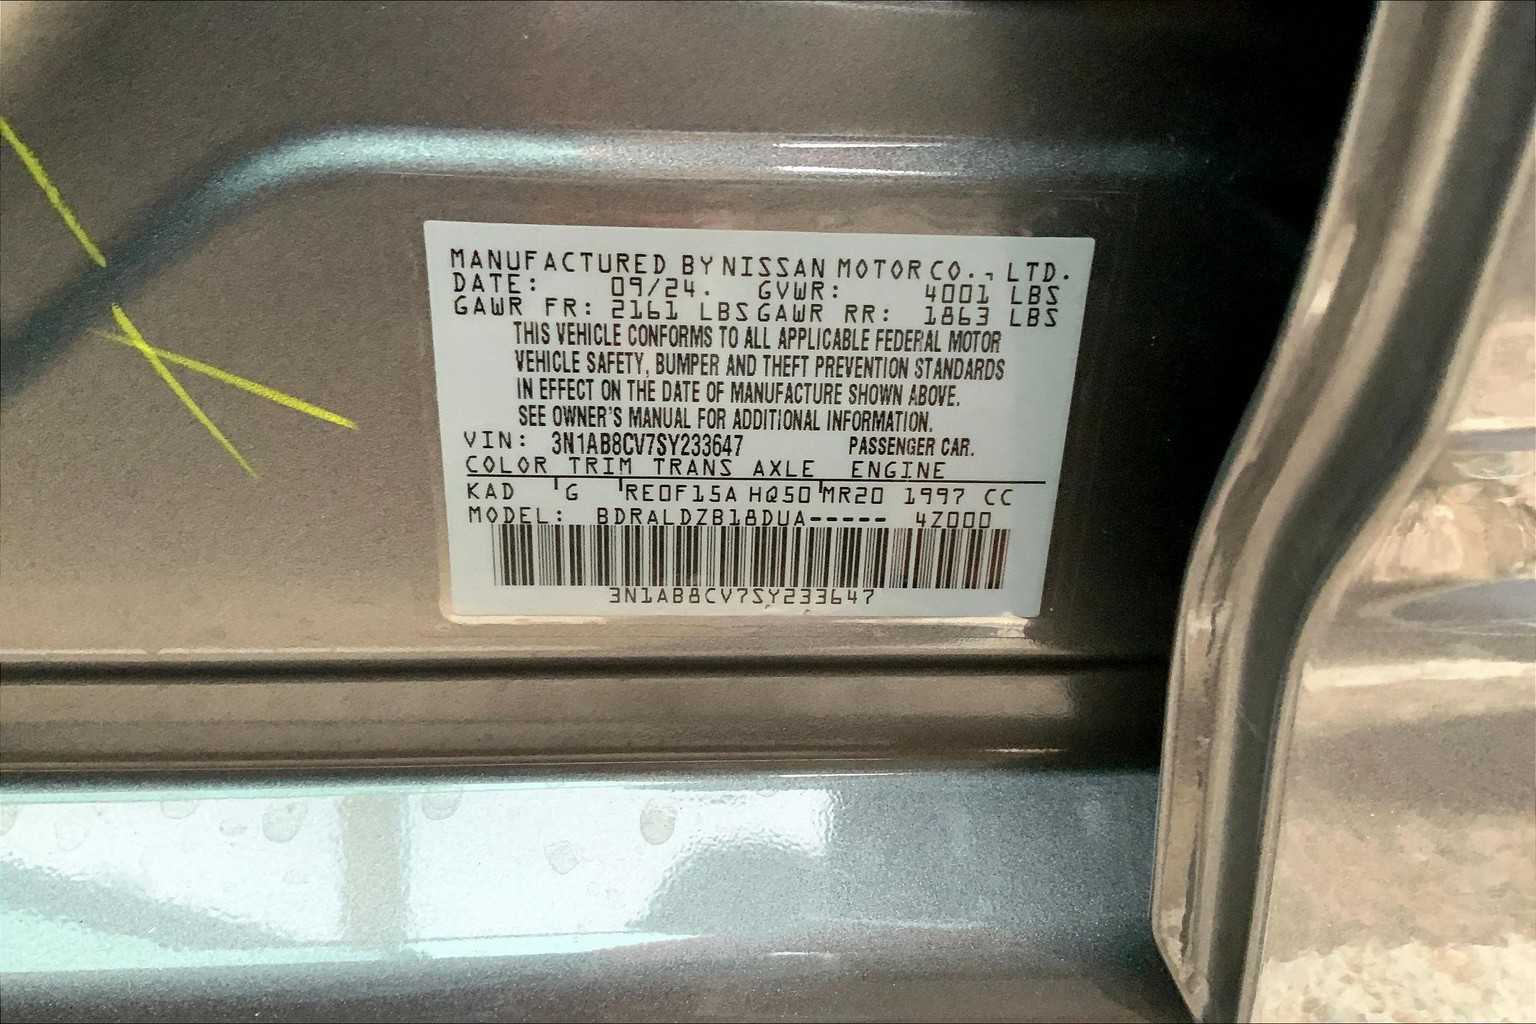 MANUFACTURED BY NISSAN MOTOR CO., LTD.
DATE: 09/24. GVWR: 4001 LBS
GAWR FR: 2161 LBS GAWR RR: 1863 LBS
THIS VEHICLE CONFORMS TO ALL APPLICABLE FEDERAL MOTOR
VEHICLE SAFETY, BUMPER AND THEFT PREVENTION STANDARDS
IN EFFECT ON THE DATE OF MANUFACTURE SHOWN ABOVE.
SEE OWNER'S MANUAL FOR ADDITIONAL INFORMATION.
VIN: 3N1AB8CV7SY233647 PASSENGER CAR.
COLOR TRIM TRANS AXLE ENGINE
KAD G RE0F15A HQ50 MR20 1997 CC
MODEL: BDRALDZB18DUA----- 4Z000
3N1AB8CV7SY233647